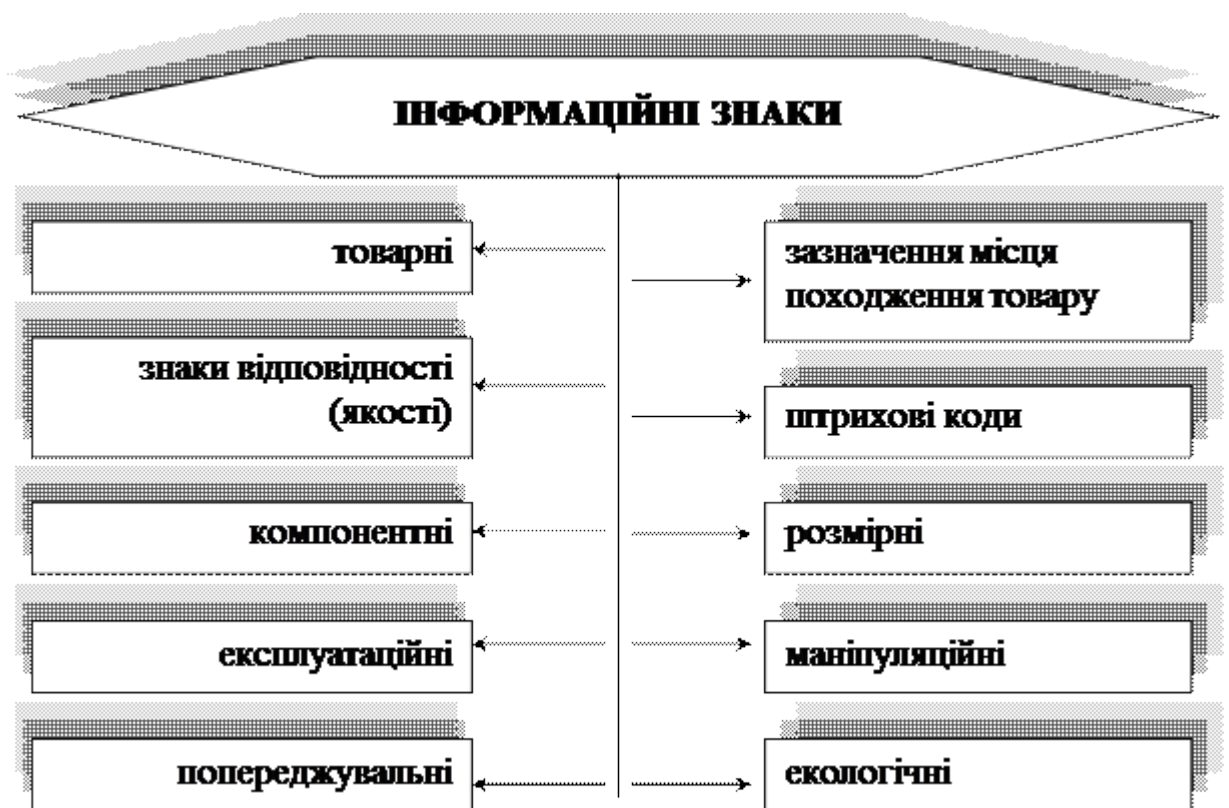 ІНФОРМАЦІЙНІ ЗНАКИ
товарні
зазначення місця
походження товару
знаки відповідності
(якості)
штрихові коди
компонентні
розмірні
експлуатаційні
маніпуляційні
попереджувальні
екологічні